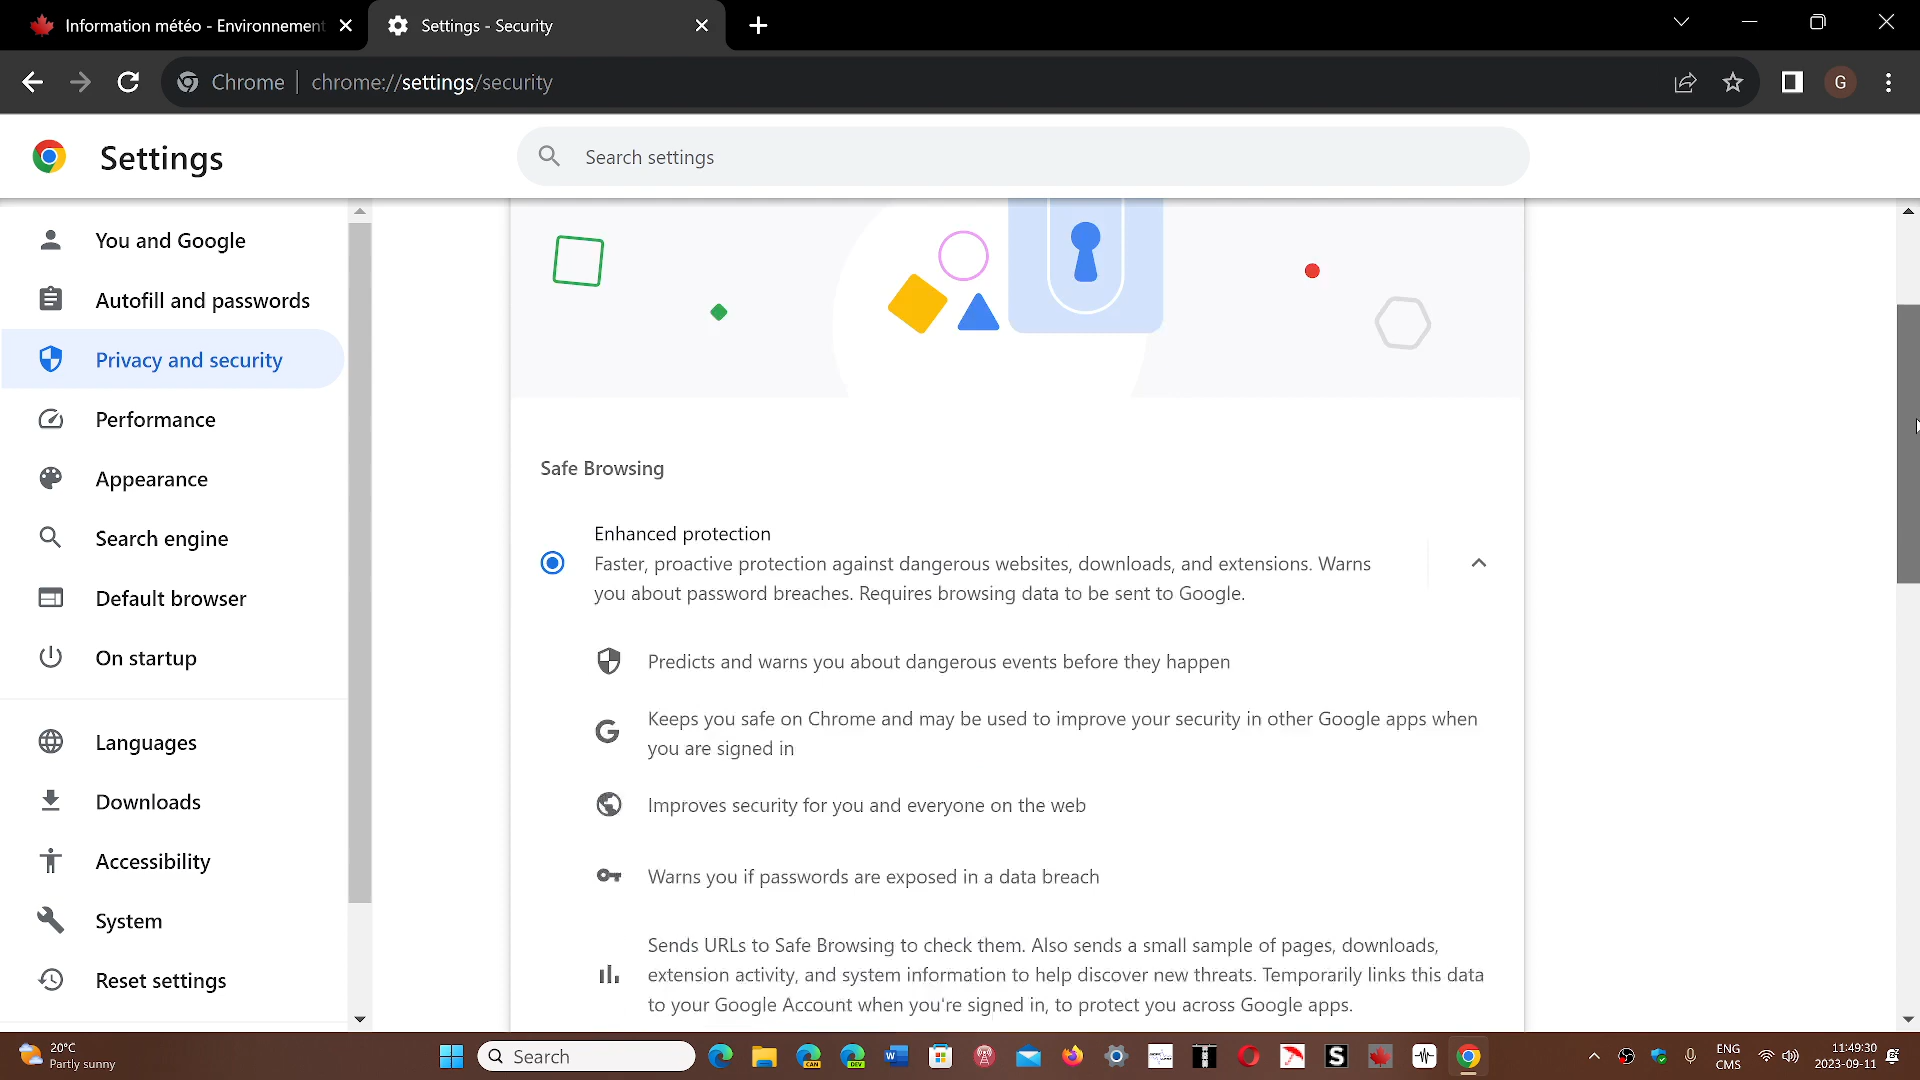 Information météo - Environnement
Settings - Security
Chrome
chrome://settings/security
G
Settings
Search settings
You and Google
Autofill and passwords
Privacy and security
Performance
Appearance
Search engine
Default browser
On startup
Languages
Downloads
Accessibility
System
Reset settings
Safe Browsing
Enhanced protection
Faster, proactive protection against dangerous websites, downloads, and extensions. Warns
you about password breaches. Requires browsing data to be sent to Google.
Predicts and warns you about dangerous events before they happen
Keeps you safe on Chrome and may be used to improve your security in other Google apps when
you are signed in
Improves security for you and everyone on the web
Warns you if passwords are exposed in a data breach
Sends URLs to Safe Browsing to check them. Also sends a small sample of pages, downloads,
extension activity, and system information to help discover new threats. Temporarily links this data
to your Google Account when you're signed in, to protect you across Google apps.
20°C
Partly sunny
Search
CAN
DEV
W
S
ENG
CMS
11:49:30
2023-09-11